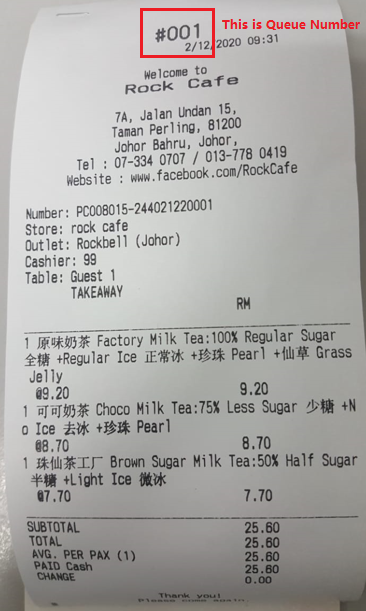 #001
This is Queue Number
2/12/2020 09:31
Welcome to
Rock Cafe
7A, Jalan Undan 15,
Taman Perling, 81200
Johor Bahru, Johor,
Tel : 07-334 0707 / 013-778 0419
Website : www.facebook.com/RockCafe
Number: PC008015-244021220001
Store: rock cafe
Outlet: Rockbell (Johor)
Cashier: 99
Table: Guest 1
TAKEAWAY
RM
1 原味奶茶 Factory Milk Tea:100% Regular Sugar
全糖 +Regular Ice 正常冰 +珍珠 Pearl +仙草 Grass
Jelly
@9.20 9.20
1 可可奶茶 Choco Milk Tea:75% Less Sugar 少糖 +N
o Ice 去冰 +珍珠 Pearl
@8.70 8.70
1 珠仙茶工厂 Brown Sugar Milk Tea:50% Half Sugar
半糖 +Light Ice 微冰
@7.70 7.70
SUBTOTAL 25.60
TOTAL 25.60
AVG. PER PAX (1) 25.60
PAID Cash 25.60
CHANGE 0.00
Thank you!
Please come again